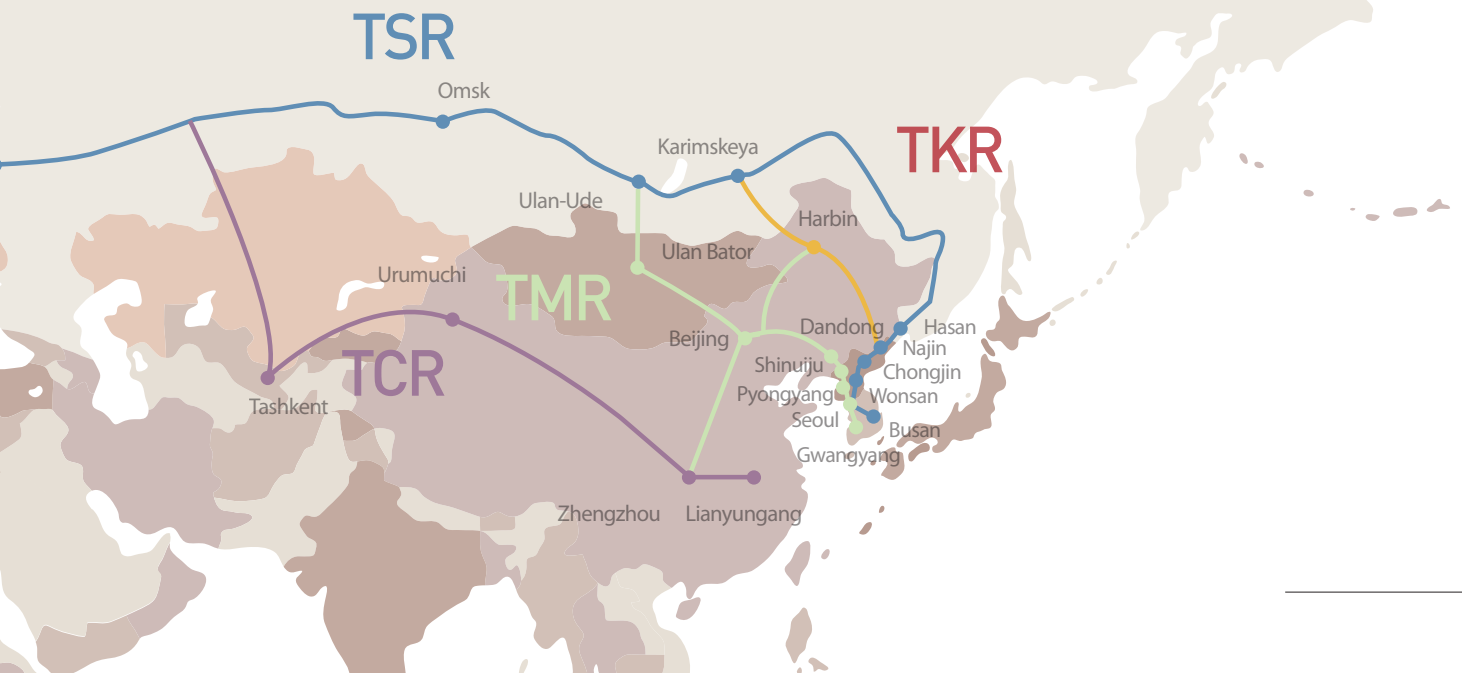 TSR
Omsk
TKR
Karimskeya
Ulan-Ude
Harbin
Ulan Bator
Urumuchi
TMR
Dandong
Hasan
Beijing
Najin
Shinuiju
Chongjin
TCR
Pyongyang
Wonsan
Tashkent
Seoul
Busan
Gwangyang
Zhengzhou
Lianyungang